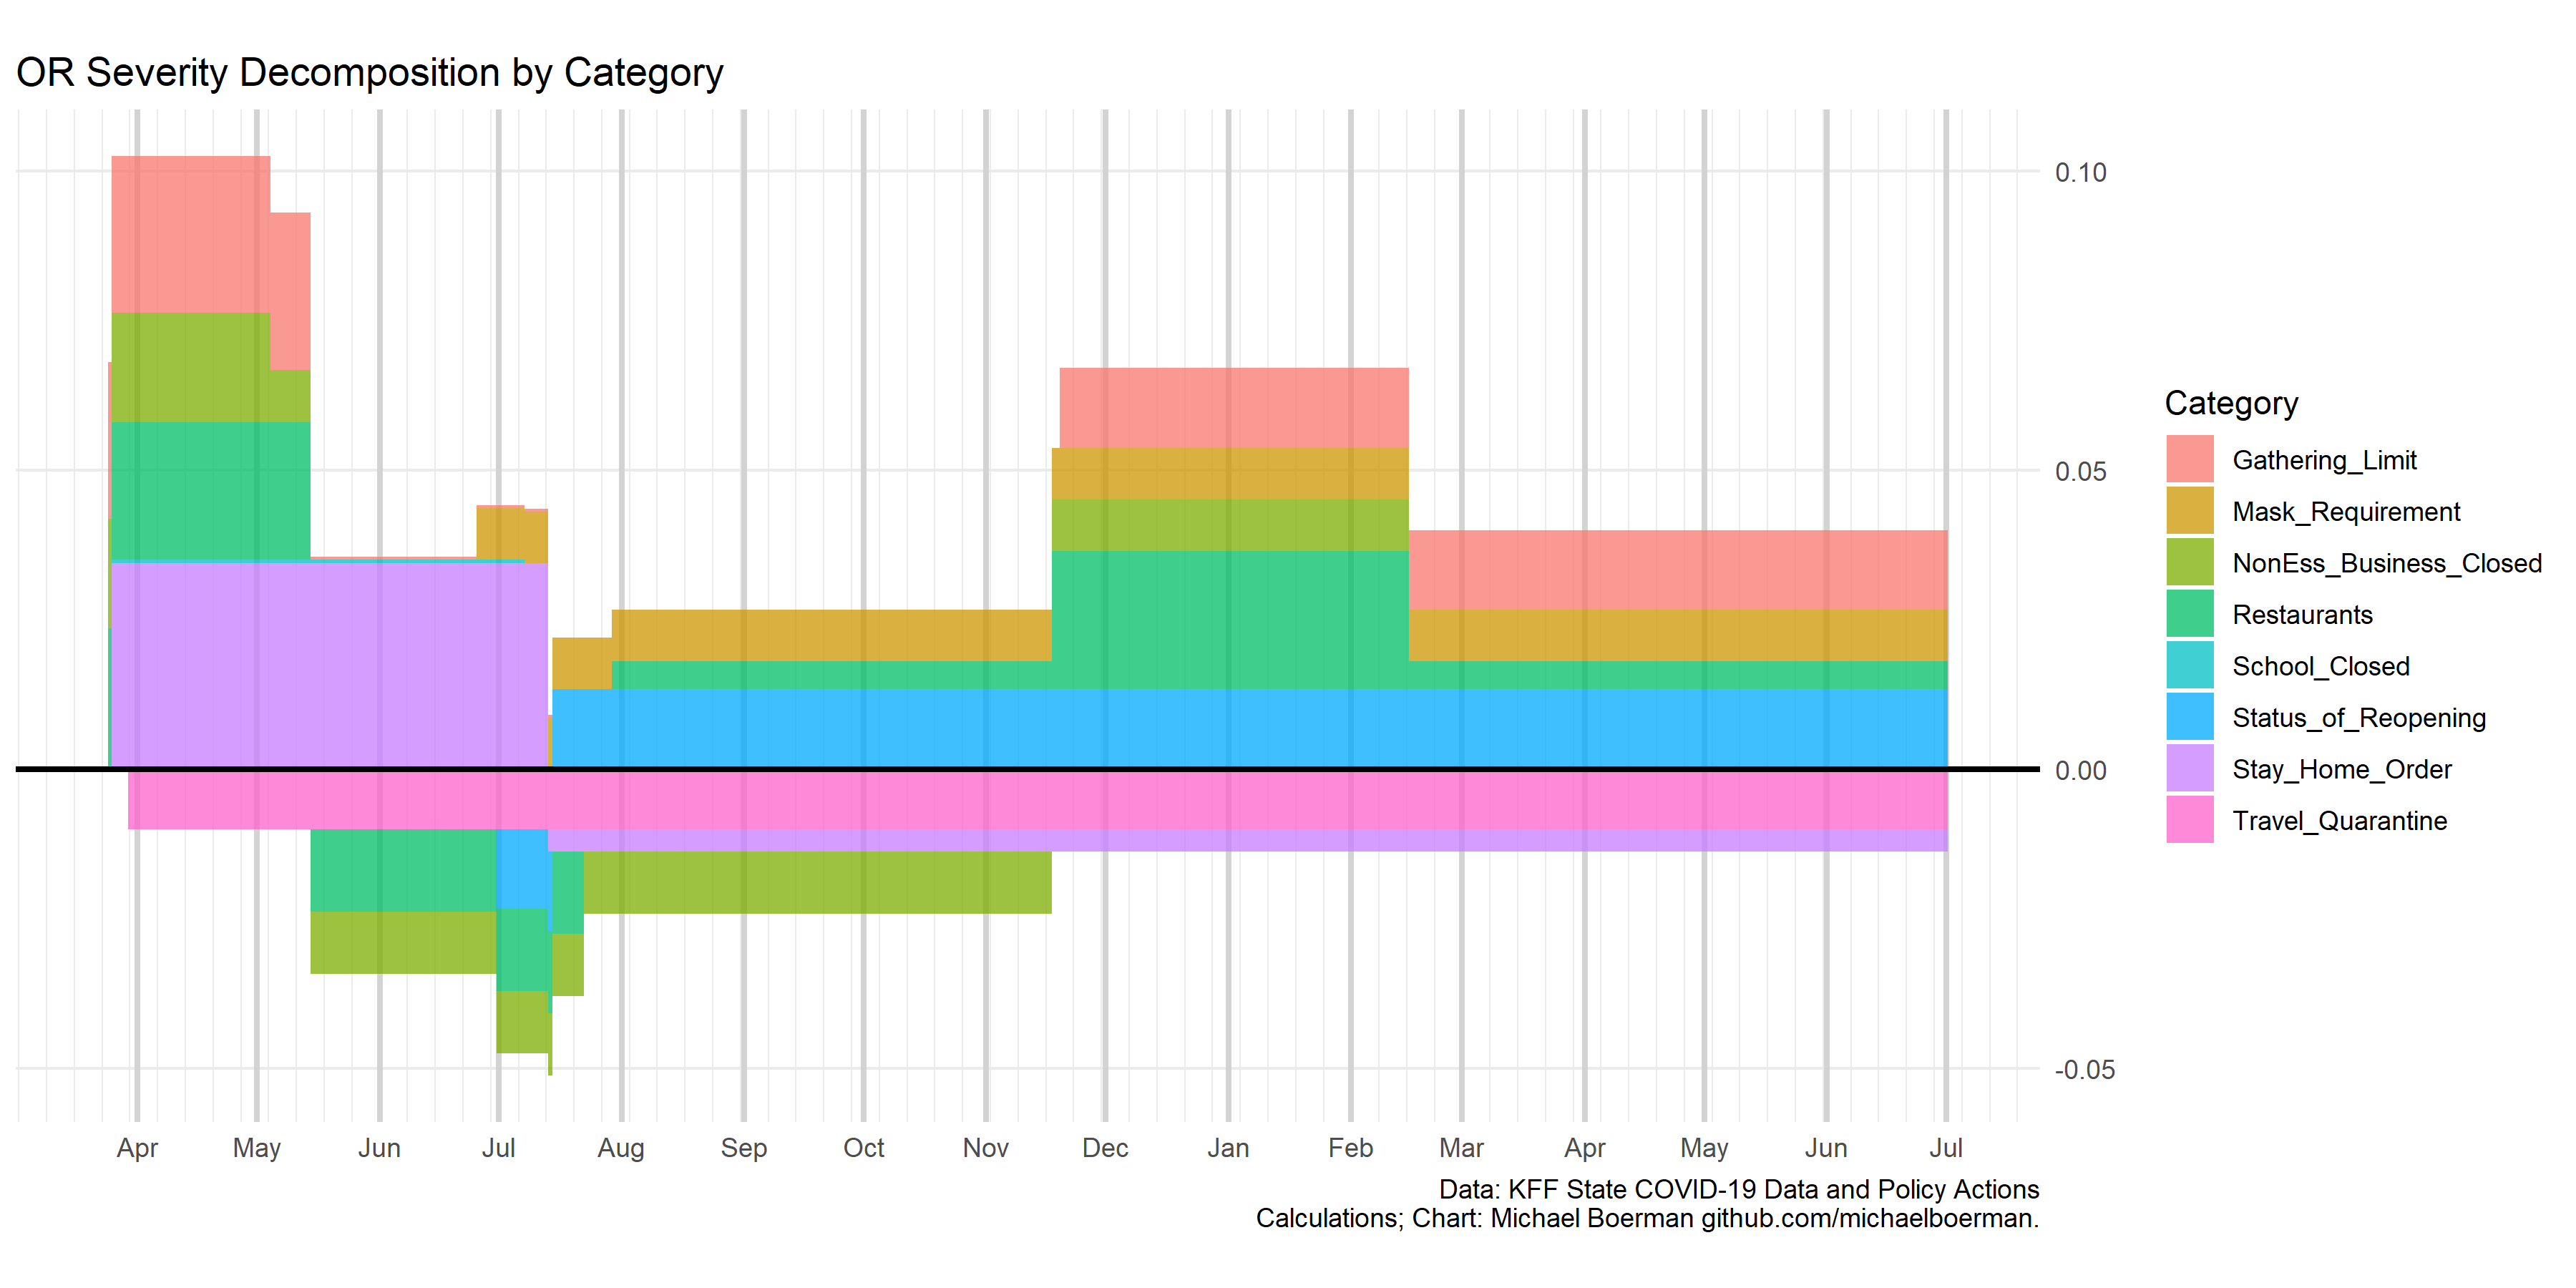 OR Severity Decomposition by Category
0.10
0.05
0.00
-0.05
Apr May Jun Jul Aug Sep Oct Nov Dec Jan Feb Mar Apr May Jun Jul
Category
Gathering_Limit
Mask_Requirement
NonEss_Business_Closed
Restaurants
School_Closed
Status_of_Reopening
Stay_Home_Order
Travel_Quarantine
Data: KFF State COVID-19 Data and Policy Actions
Calculations; Chart: Michael Boerman github.com/michaelboerman.